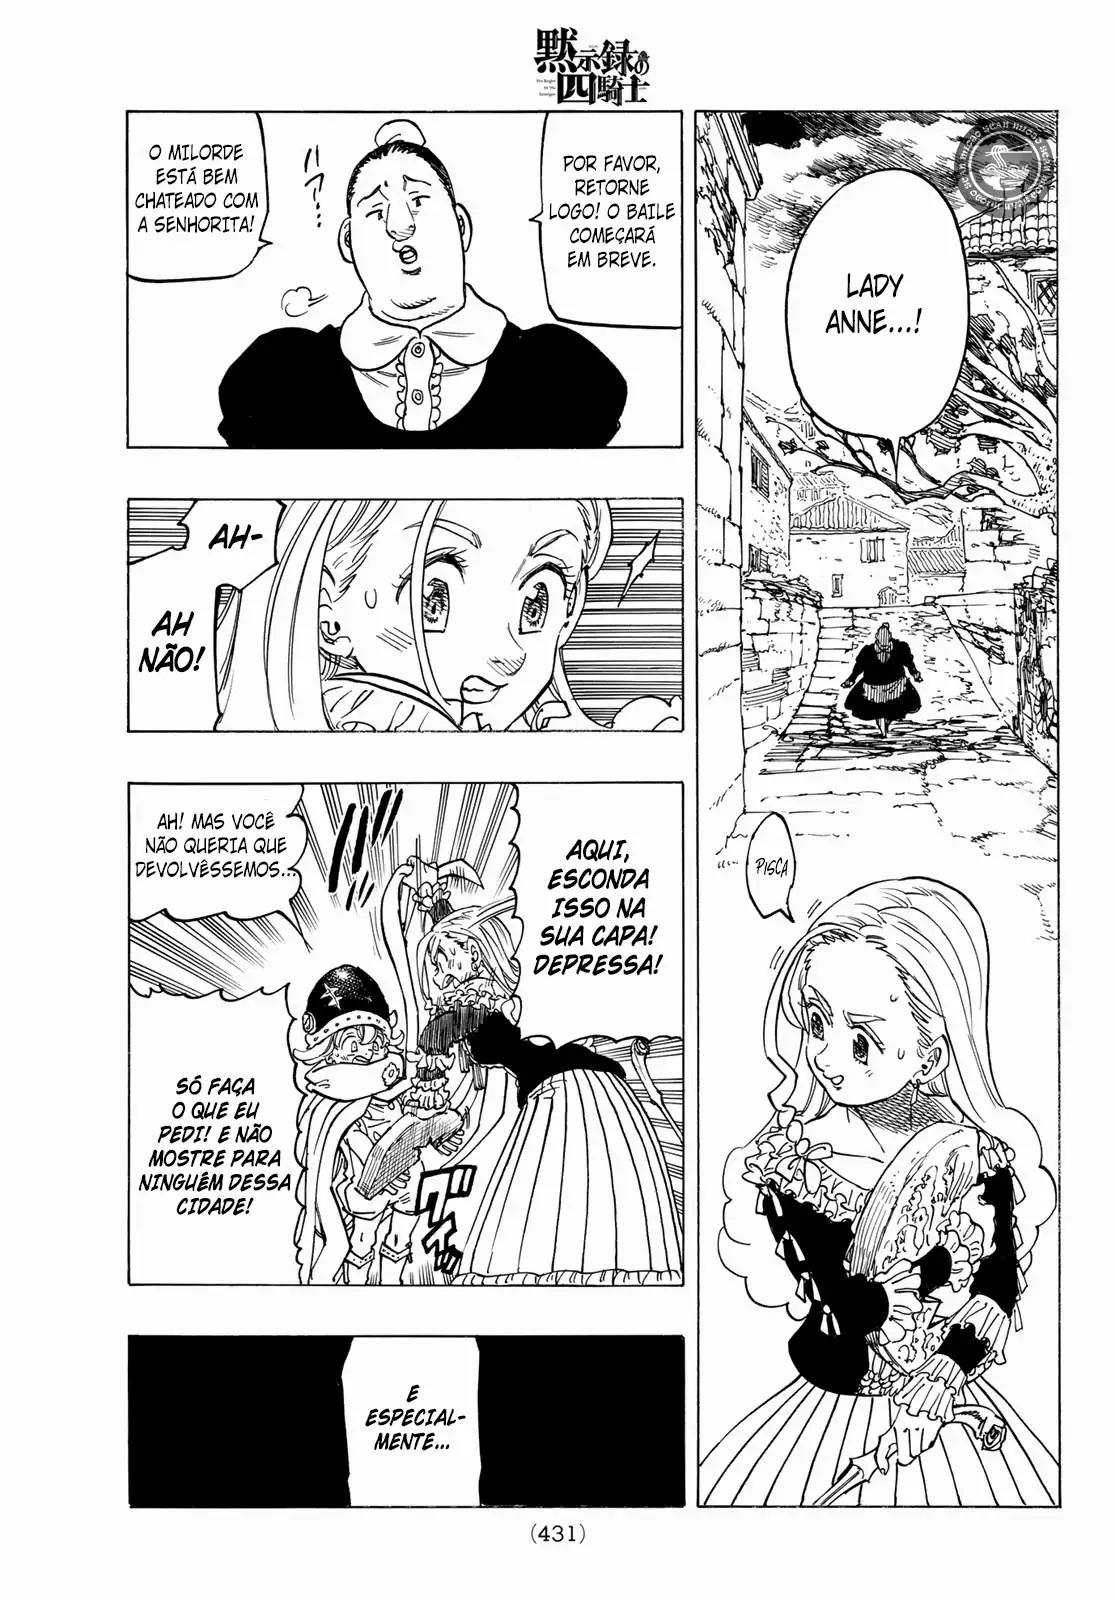 黙示録の
四騎士
LADY
ANNE...!
PISCA
POR FAVOR,
RETORNE
LOGO! O BAILE
COMEÇARÁ
EM BREVE.
O MILORDE
ESTÁ BEM
CHATEADO COM
A SENHORITA!
AH-
AH
NÃO!
AQUI,
ESCONDA
ISSO NA
SUA CAPA!
DEPRESSA!
AH! MAS VOCÊ
NÃO QUERIA QUE
DEVOLVÊSSEMOS...
SÓ FAÇA
O QUE EU
PEDI! E NÃO
MOSTRE PARA
NINGUÉM DESSA
CIDADE!
E
ESPECIAL-
MENTE...
(431)